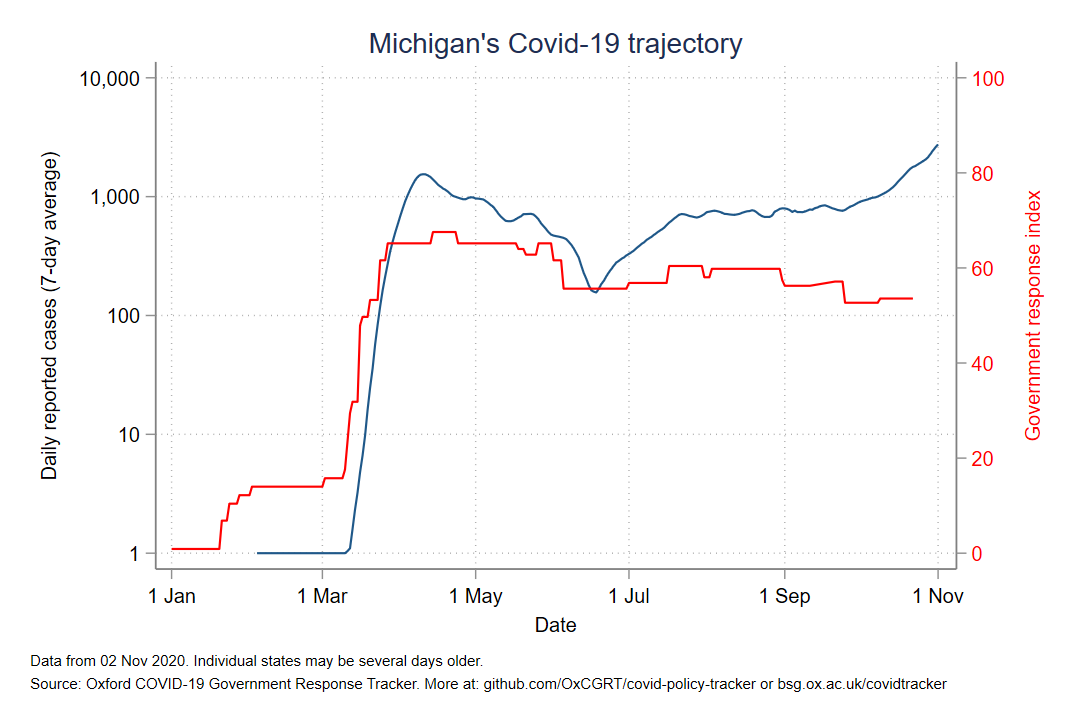 Michigan's Covid-19 trajectory
10,000
1,000
100
10
1
Daily reported cases (7-day average)
100
80
60
40
20
0
Government response index
1 Jan 1 Mar 1 May 1 Jul 1 Sep 1 Nov
Date
Data from 02 Nov 2020. Individual states may be several days older.
Source: Oxford COVID-19 Government Response Tracker. More at: github.com/OxCGRT/covid-policy-tracker or bsg.ox.ac.uk/covidtracker